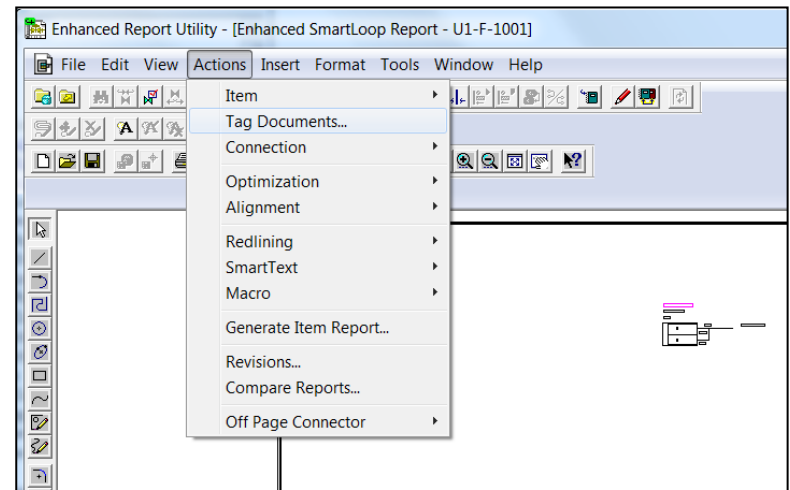 Enhanced Report Utility - [Enhanced SmartLoop Report - U1-F-1001]
File Edit View Actions Insert Format Tools Window Help
Item
Tag Documents...
Connection
Optimization
Alignment
Redlining
SmartText
Macro
Generate Item Report...
Revisions...
Compare Reports...
Off Page Connector